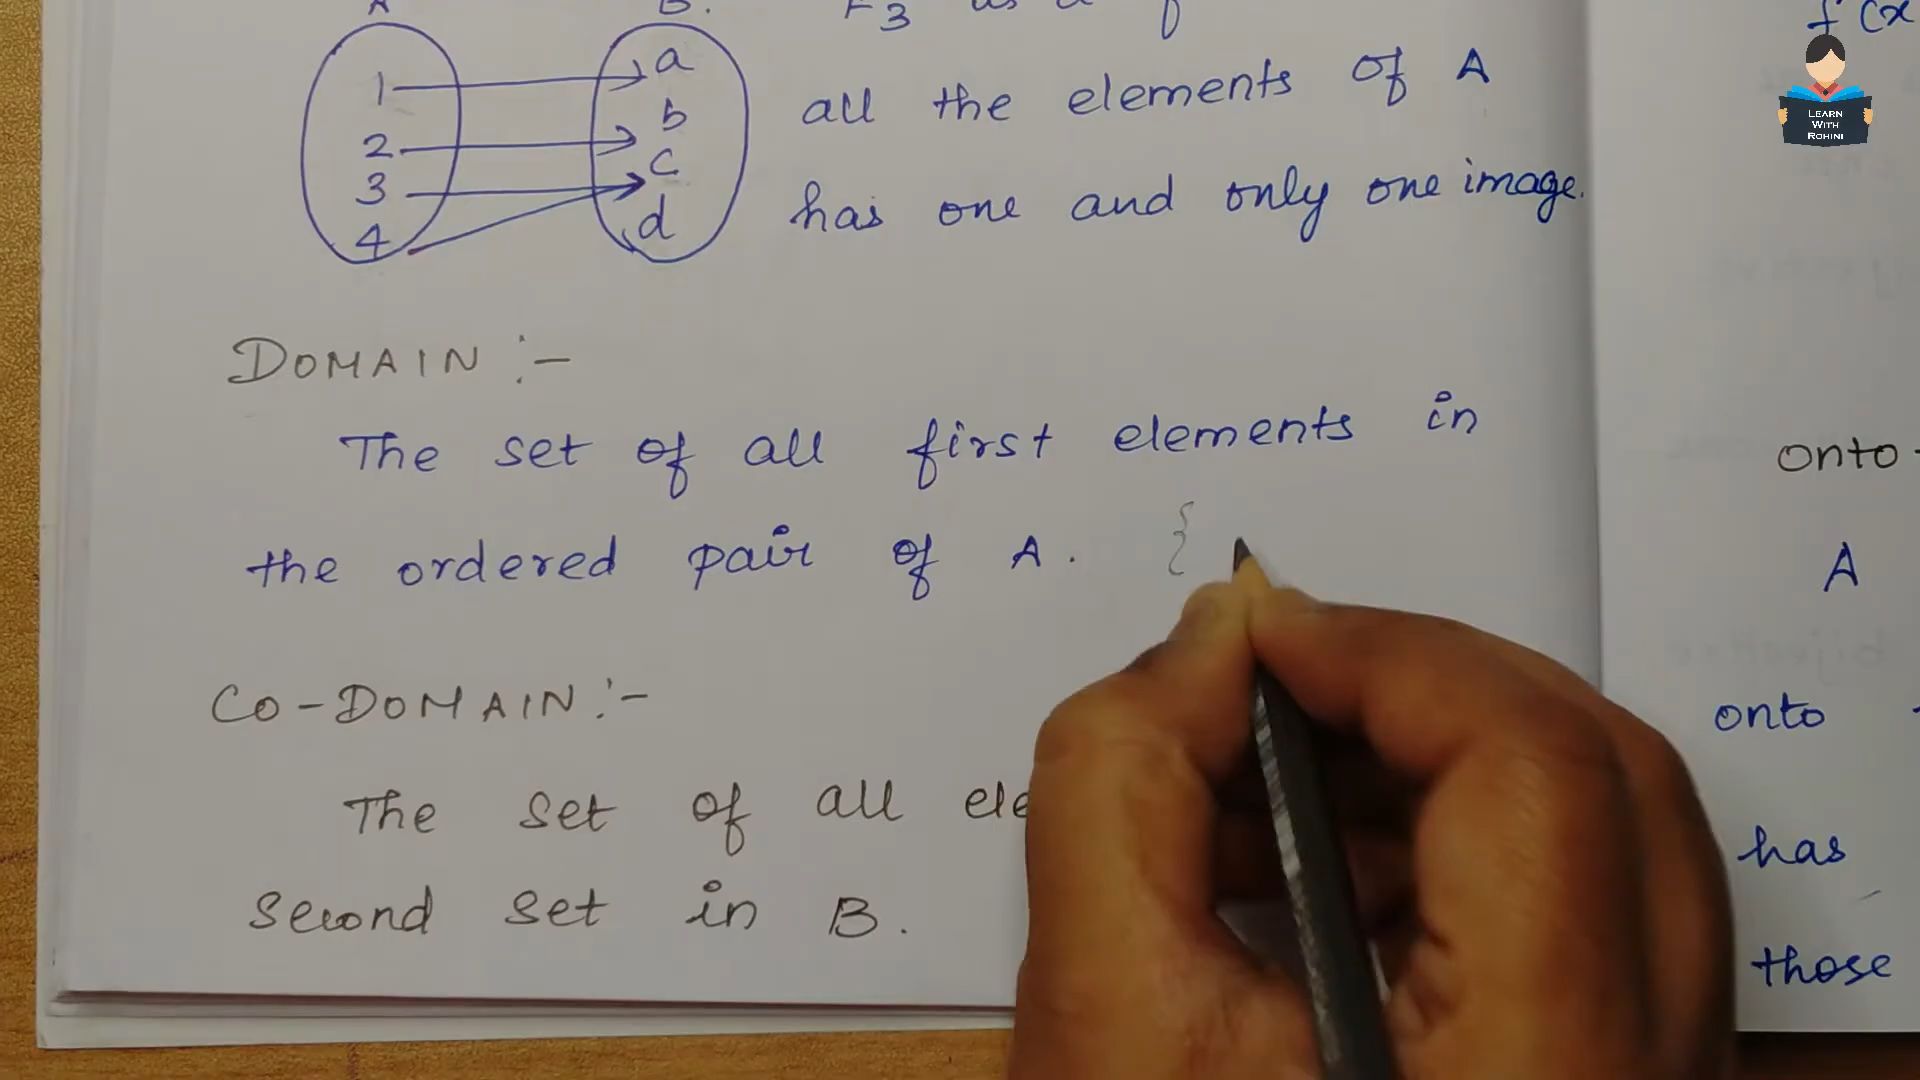 1 a
2 b
3 c
4 d
all the elements of A
has one and only one image.
DOMAIN :-
The set of all first elements in
the ordered pair of A. {
CO-DOMAIN :-
The set of all
second set in B.
f(x
LEARN
WITH
ROHINI
onto
A
onto
has
those